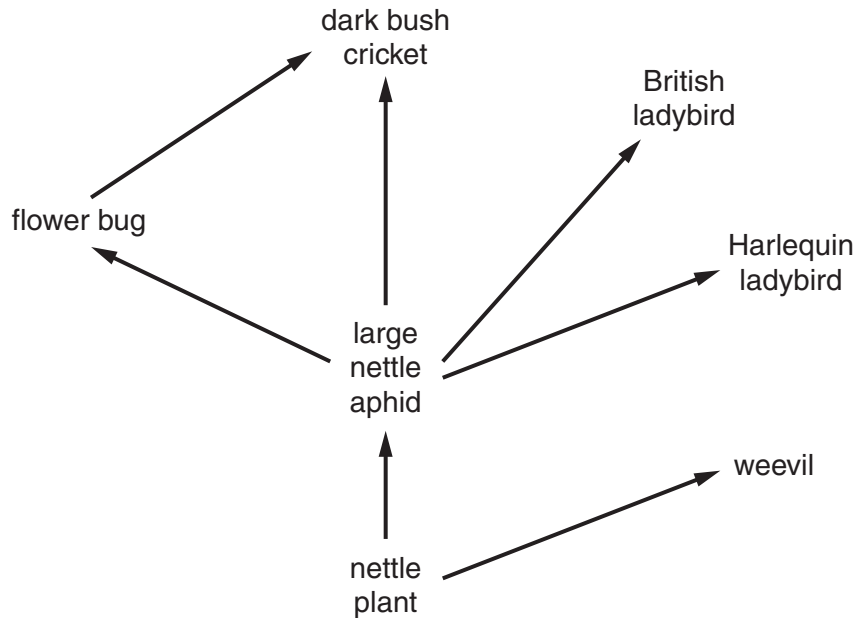 dark bush
cricket
British
ladybird
flower bug
Harlequin
ladybird
large
nettle
aphid
weevil
nettle
plant